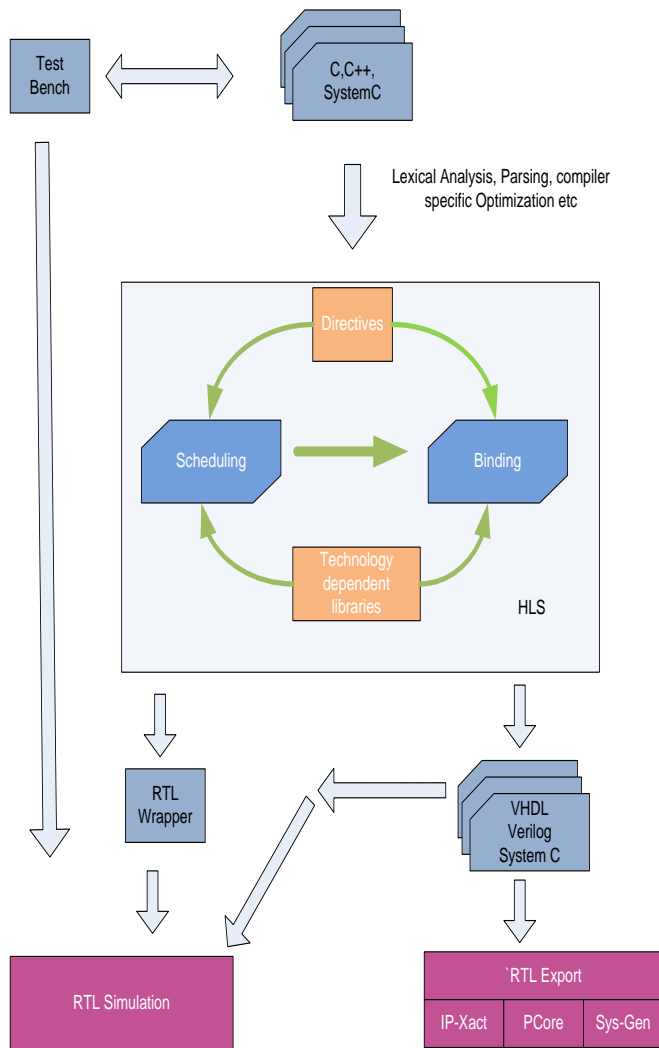 Test
Bench
C,C++,
SystemC
Lexical Analysis, Parsing, compiler
specific Optimization etc
Directives
Scheduling
Binding
Technology
dependent
libraries
HLS
RTL
Wrapper
VHDL
Verilog
System C
RTL Simulation
`RTL Export
IP-Xact
PCore
Sys-Gen